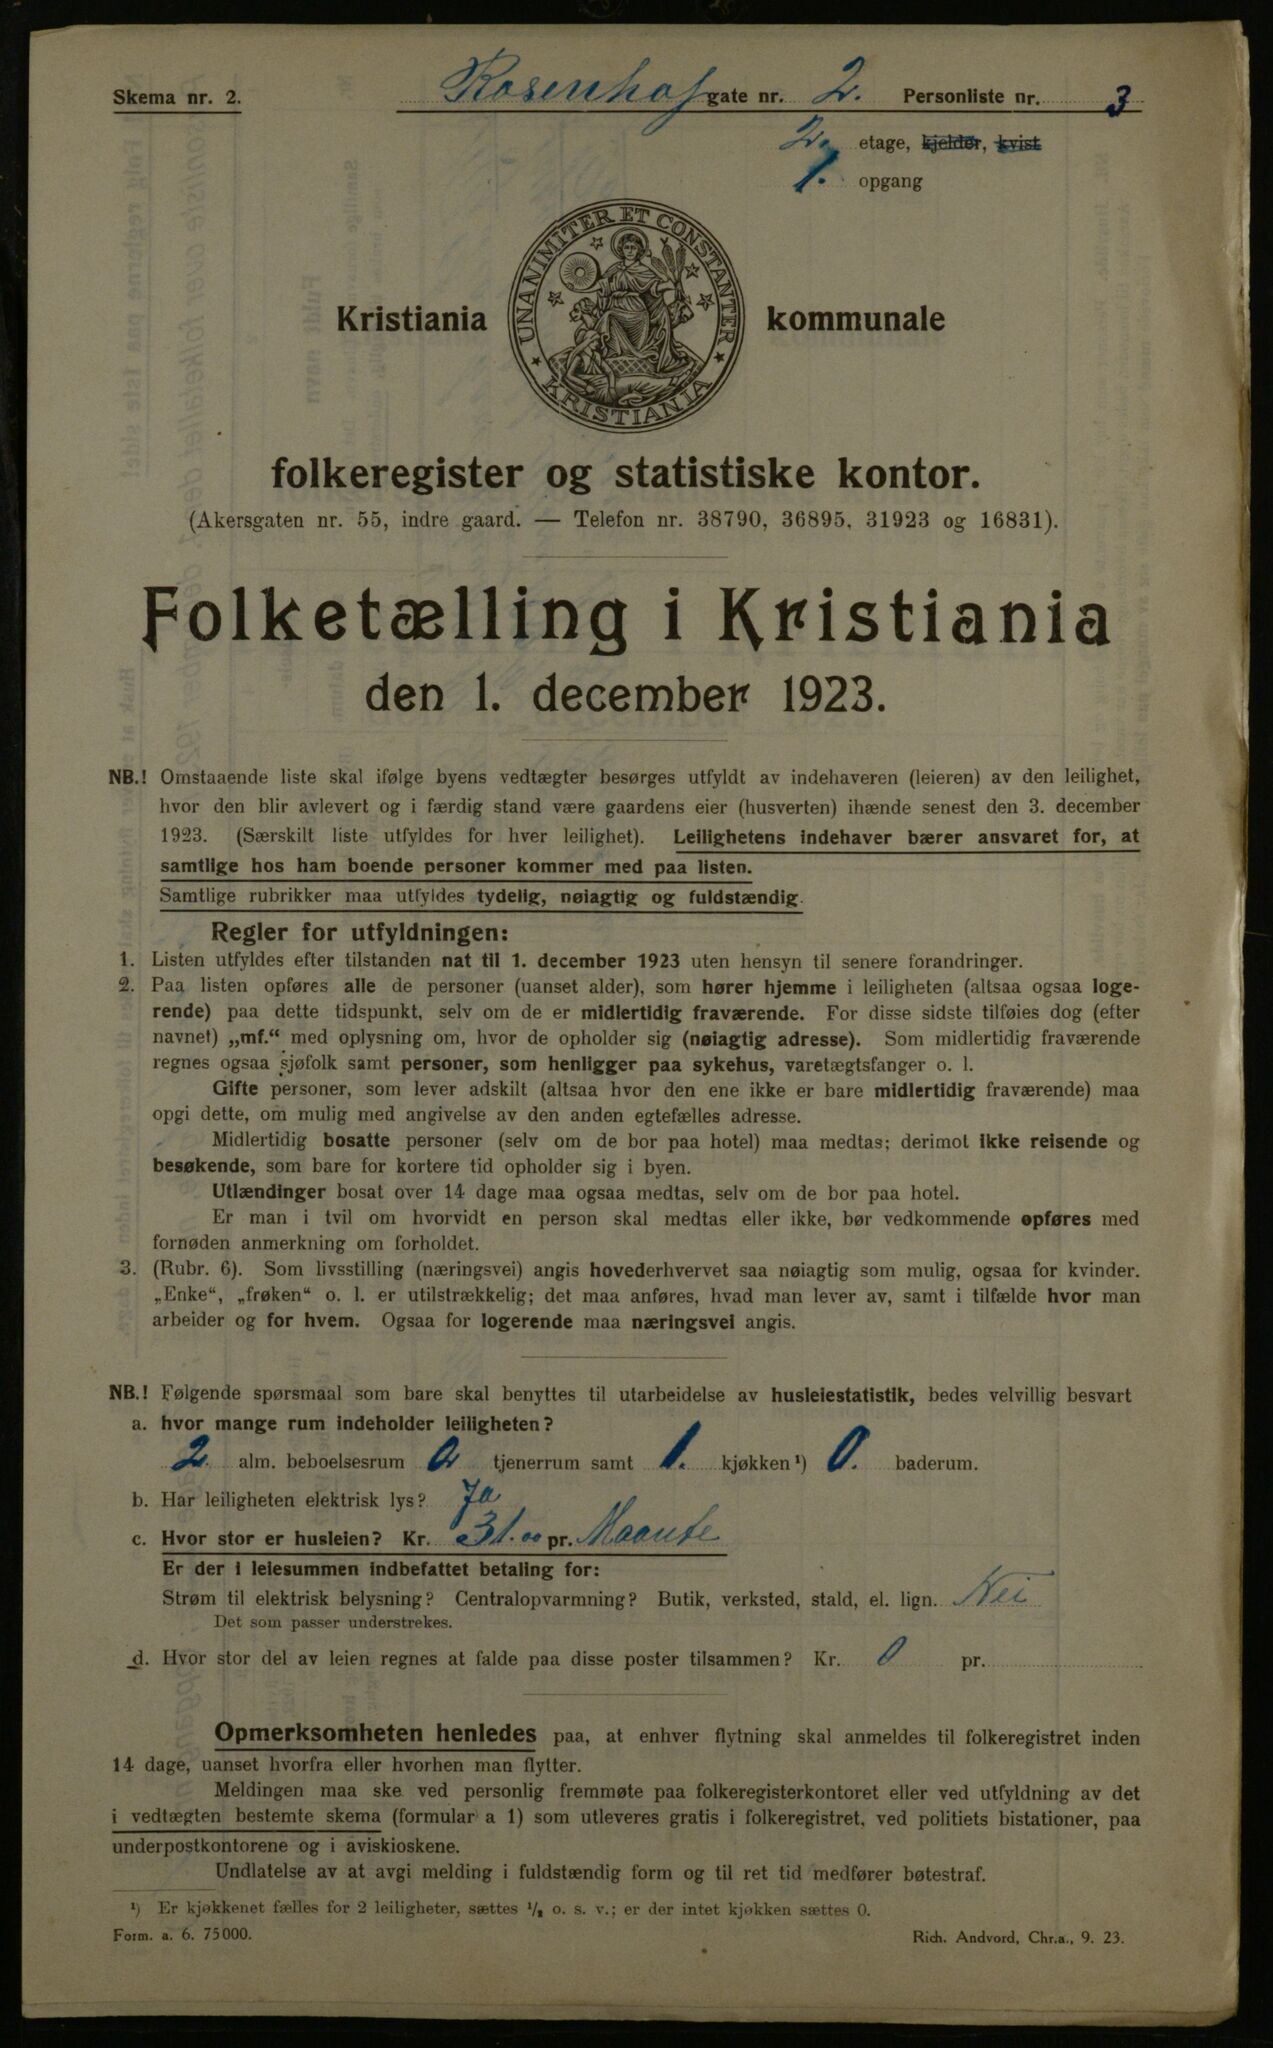 Skema nr. 2.
Rosenhofgate nr. 2. Personliste nr. 3
2. etage, kjelder, kvist
1. opgang
UNANIMITER ET CONSTANTER
KRISTIANIA
Kristiania kommunale
folkeregister og statistiske kontor.
(Akersgaten nr. 55, indre gaard. — Telefon nr. 38790, 36895, 31923 og 16831).
Folketælling i Kristiania
den 1. december 1923.
NB.! Omstaaende liste skal ifølge byens vedtægter besørges utfyldt av indehaveren (leieren) av den leilighet,
hvor den blir avlevert og i færdig stand være gaardens eier (husverten) ihænde senest den 3. december
1923. (Særskilt liste utfyldes for hver leilighet). Leilighetens indehaver bærer ansvaret for, at
samtlige hos ham boende personer kommer med paa listen.
Samtlige rubrikker maa utfyldes tydelig, nøiagtig og fuldstændig.
Regler for utfyldningen:
1. Listen utfyldes efter tilstanden nat til 1. december 1923 uten hensyn til senere forandringer.
2. Paa listen opføres alle de personer (uanset alder), som hører hjemme i leiligheten (altsaa ogsaa loge-
rende) paa dette tidspunkt, selv om de er midlertidig fraværende. For disse sidste tilføies dog (efter
navnet) „mf.“ med oplysning om, hvor de opholder sig (nøiagtig adresse). Som midlertidig fraværende
regnes ogsaa sjøfolk samt personer, som henligger paa sykehus, varetægtsfanger o. l.
Gifte personer, som lever adskilt (altsaa hvor den ene ikke er bare midlertidig fraværende) maa
opgi dette, om mulig med angivelse av den anden egtefælles adresse.
Midlertidig bosatte personer (selv om de bor paa hotel) maa medtas; derimot ikke reisende og
besøkende, som bare for kortere tid opholder sig i byen.
Utlændinger bosat over 14 dage maa ogsaa medtas, selv om de bor paa hotel.
Er man i tvil om hvorvidt en person skal medtas eller ikke, bør vedkommende opføres med
fornøden anmerkning om forholdet.
3. (Rubr. 6). Som livsstilling (næringsvei) angis hovederhvervet saa nøiagtig som mulig, ogsaa for kvinder.
„Enke“, „frøken“ o. l. er utilstrækkelig; det maa anføres, hvad man lever av, samt i tilfælde hvor man
arbeider og for hvem. Ogsaa for logerende maa næringsvei angis.
NB.! Følgende spørsmaal som bare skal benyttes til utarbeidelse av husleiestatistik, bedes velvillig besvart
a. hvor mange rum indeholder leiligheten?
2 alm. beboelsesrum 0 tjenerrum samt 1. kjøkken ¹) 0. baderum.
b. Har leiligheten elektrisk lys? Ja
c. Hvor stor er husleien? Kr. 31.00 pr. Maante
Er der i leiesummen indbefattet betaling for:
Strøm til elektrisk belysning? Centralopvarmning? Butik, verksted, stald, el. lign. Nei
Det som passer understrekes.
d. Hvor stor del av leien regnes at falde paa disse poster tilsammen? Kr. 0 pr.
Opmerksomheten henledes paa, at enhver flytning skal anmeldes til folkeregistret inden
14 dage, uanset hvorfra eller hvorhen man flytter.
Meldingen maa ske ved personlig fremmøte paa folkeregisterkontoret eller ved utfyldning av det
i vedtægten bestemte skema (formular a 1) som utleveres gratis i folkeregistret, ved politiets bistationer, paa
underpostkontorene og i aviskioskene.
Undlatelse av at avgi melding i fuldstændig form og til ret tid medfører bøtestraf.
¹) Er kjøkkenet fælles for 2 leiligheter, sættes ½ o. s. v.; er der intet kjøkken sættes 0.
Form. a. 6. 75000.
Rich. Andvord, Chr.a., 9. 23.